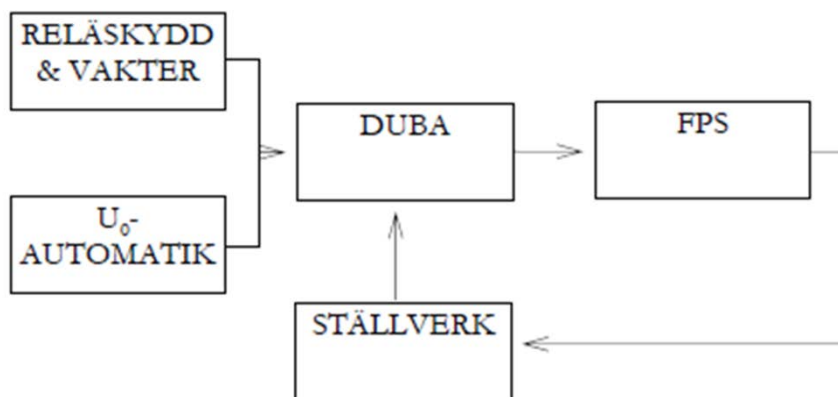 RELÄSKYDD
& VAKTER
DUBA
FPS
U₀-
AUTOMATIK
STÄLLVERK